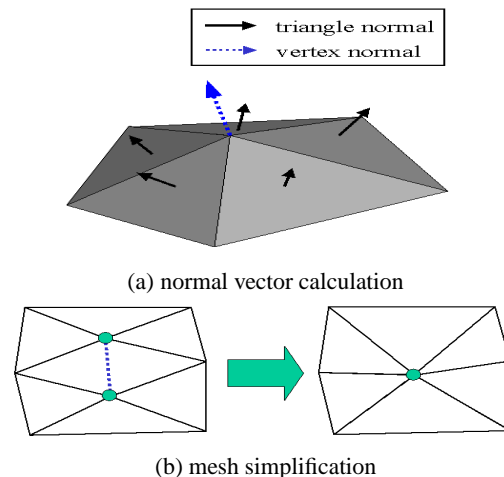 triangle normal
vertex normal
(a) normal vector calculation
(b) mesh simplification